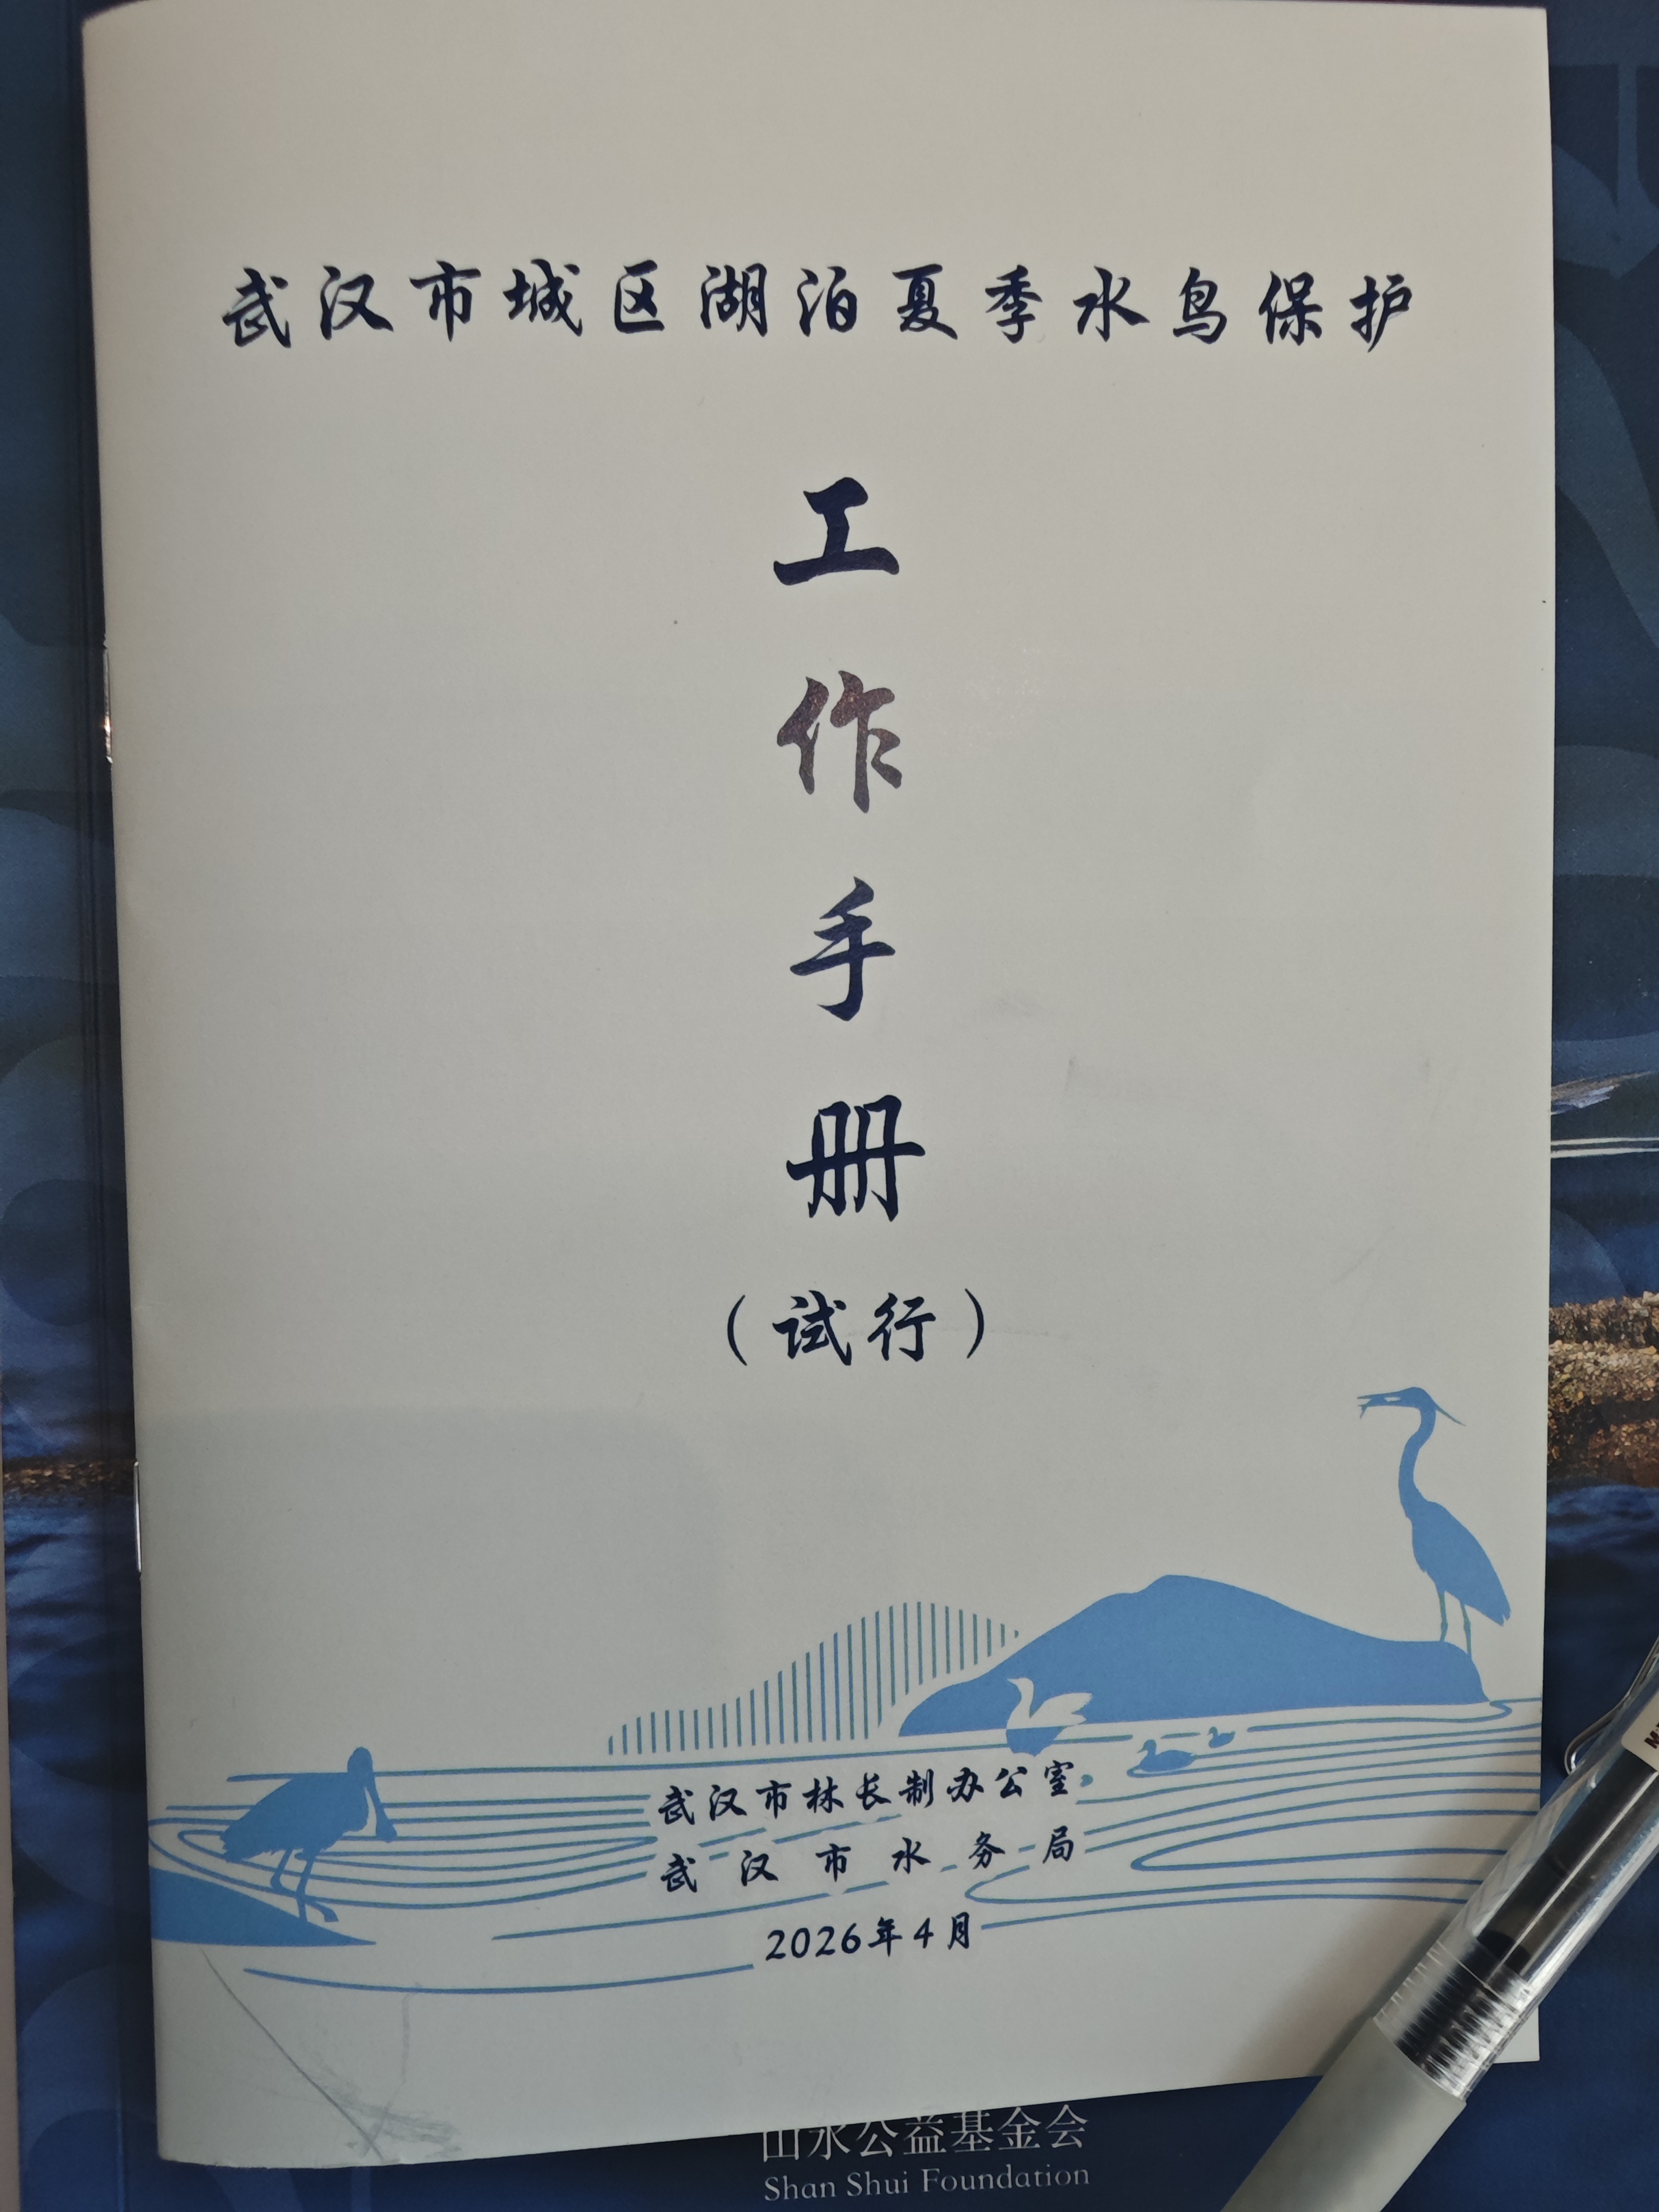 武汉市城区湖泊夏季水鸟保护
工
作
手
册
（试行）
武汉市林长制办公室
武汉市水务局
2026年4月
山水公益基金会
Shan Shui Foundation